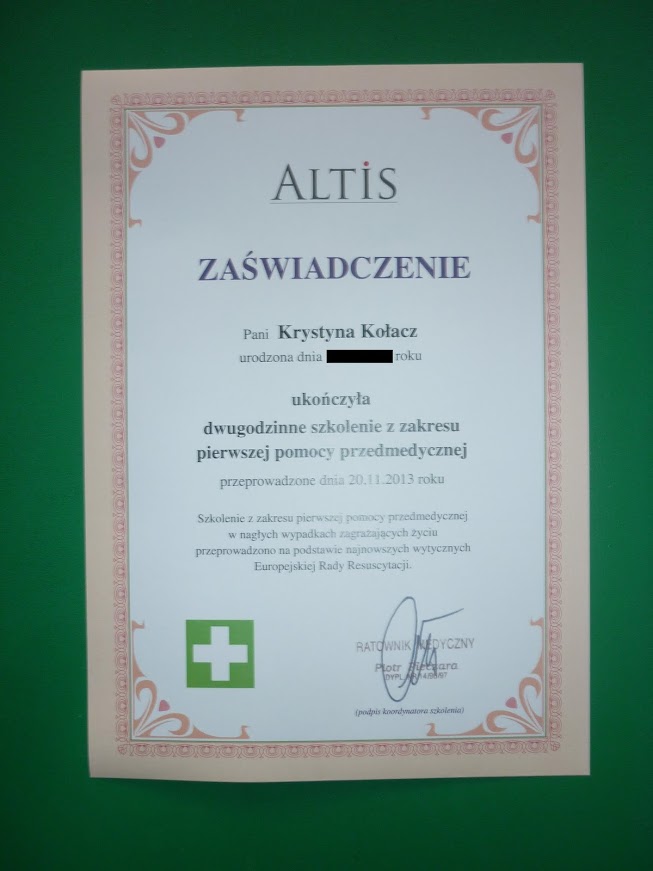 ALTIS
ZAŚWIADCZENIE
Pani Krystyna Kołacz
urodzona dnia roku
ukończyła
dwugodzinne szkolenie z zakresu
pierwszej pomocy przedmedycznej
przeprowadzone dnia 20.11.2013 roku
Szkolenie z zakresu pierwszej pomocy przedmedycznej
w nagłych wypadkach zagrażających życiu
przeprowadzono na podstawie najnowszych wytycznych
Europejskiej Rady Resuscytacji.
RATOWNIK MEDYCZNY
Piotr
DYPL.
(podpis koordynatora szkolenia)